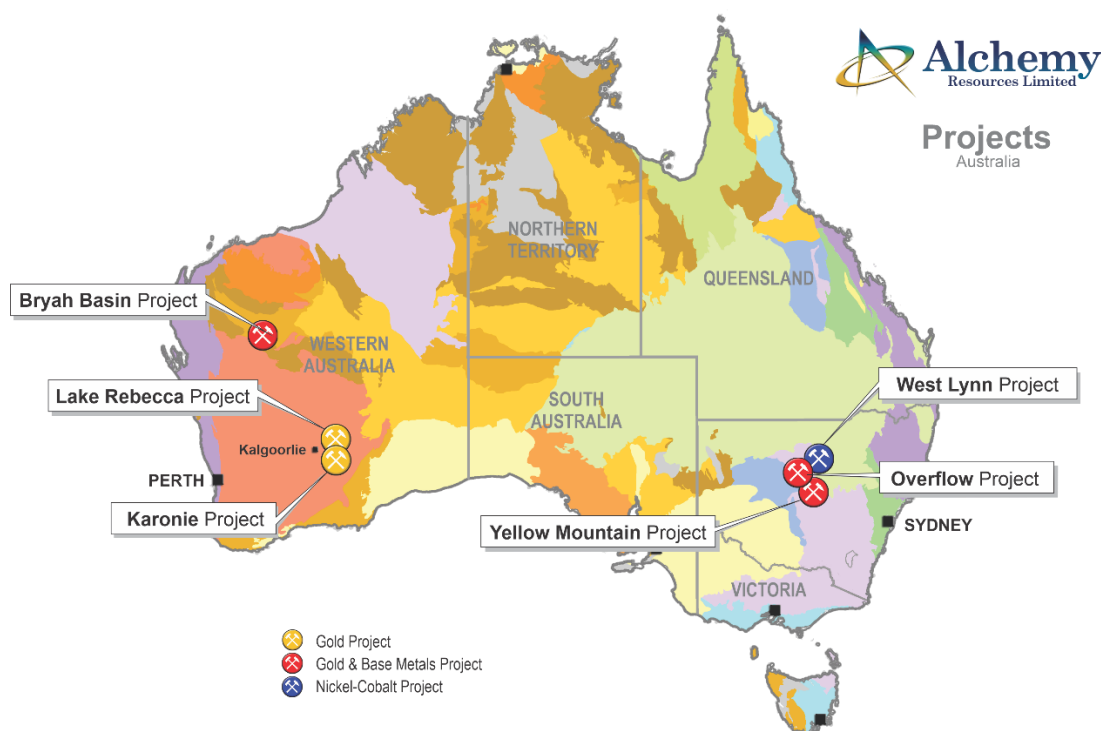 Alchemy
Resources Limited
Projects
Australia
NORTHERN
TERRITORY
QUEENSLAND
Bryah Basin Project
WESTERN
AUSTRALIA
Lake Rebecca Project
West Lynn Project
SOUTH
AUSTRALIA
Kalgoorlie
PERTH
Overflow Project
Karonie Project
Yellow Mountain Project
SYDNEY
VICTORIA
Gold Project
Gold & Base Metals Project
Nickel-Cobalt Project